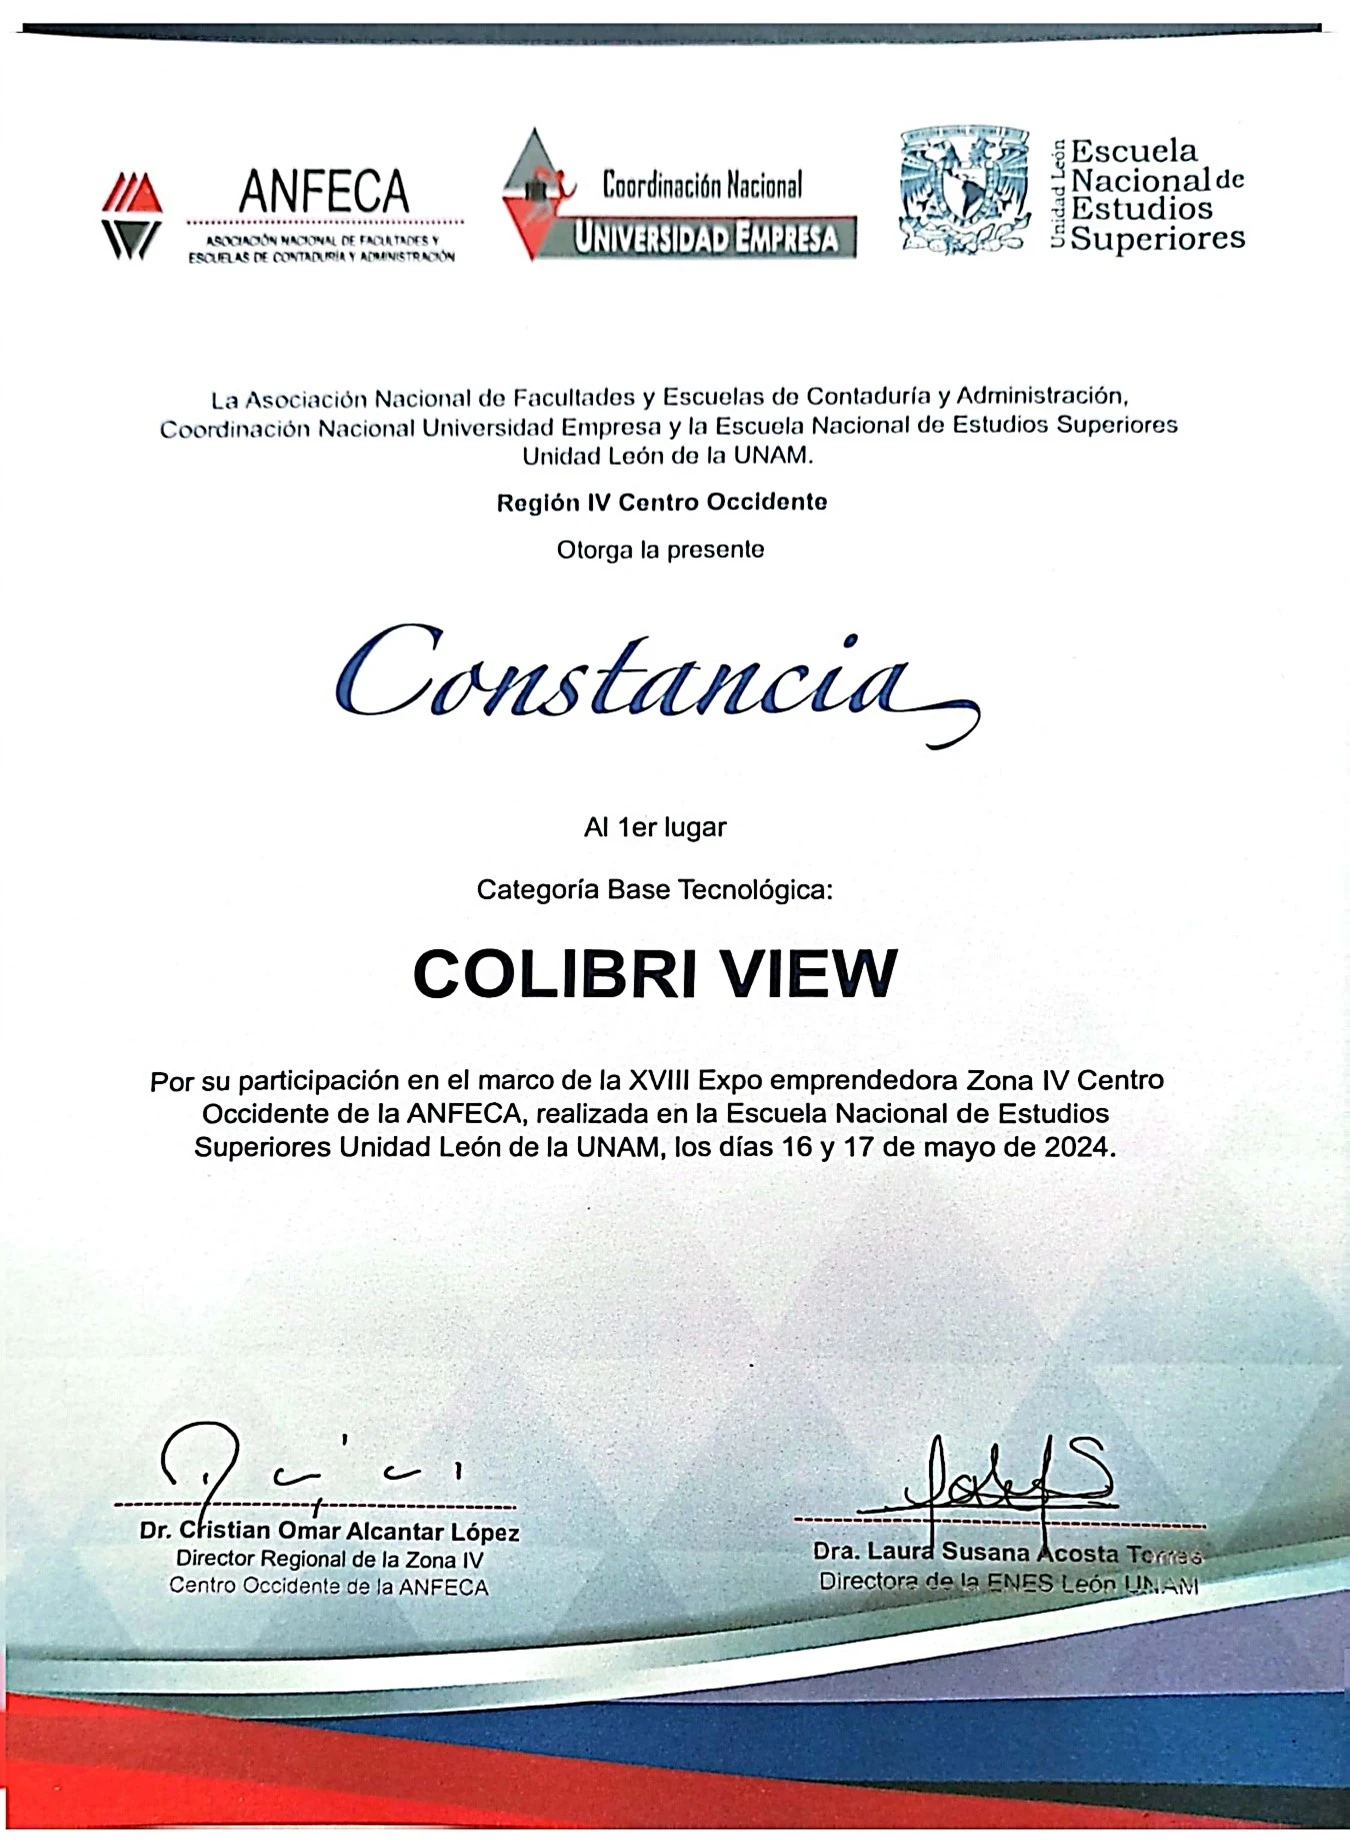 ANFECA
ASOCIACIÓN NACIONAL DE FACULTADES Y
ESCUELAS DE CONTADURÍA Y ADMINISTRACIÓN
Coordinación Nacional
UNIVERSIDAD EMPRESA
Unidad León
Escuela
Nacional de
Estudios
Superiores
La Asociación Nacional de Facultades y Escuelas de Contaduría y Administración,
Coordinación Nacional Universidad Empresa y la Escuela Nacional de Estudios Superiores
Unidad León de la UNAM.
Región IV Centro Occidente
Otorga la presente
Constancia
Al 1er lugar
Categoría Base Tecnológica:
COLIBRI VIEW
Por su participación en el marco de la XVIII Expo emprendedora Zona IV Centro
Occidente de la ANFECA, realizada en la Escuela Nacional de Estudios
Superiores Unidad León de la UNAM, los días 16 y 17 de mayo de 2024.
Dr. Cristian Omar Alcantar López
Director Regional de la Zona IV
Centro Occidente de la ANFECA
Dra. Laura Susana Acosta Torres
Directora de la ENES León UNAM